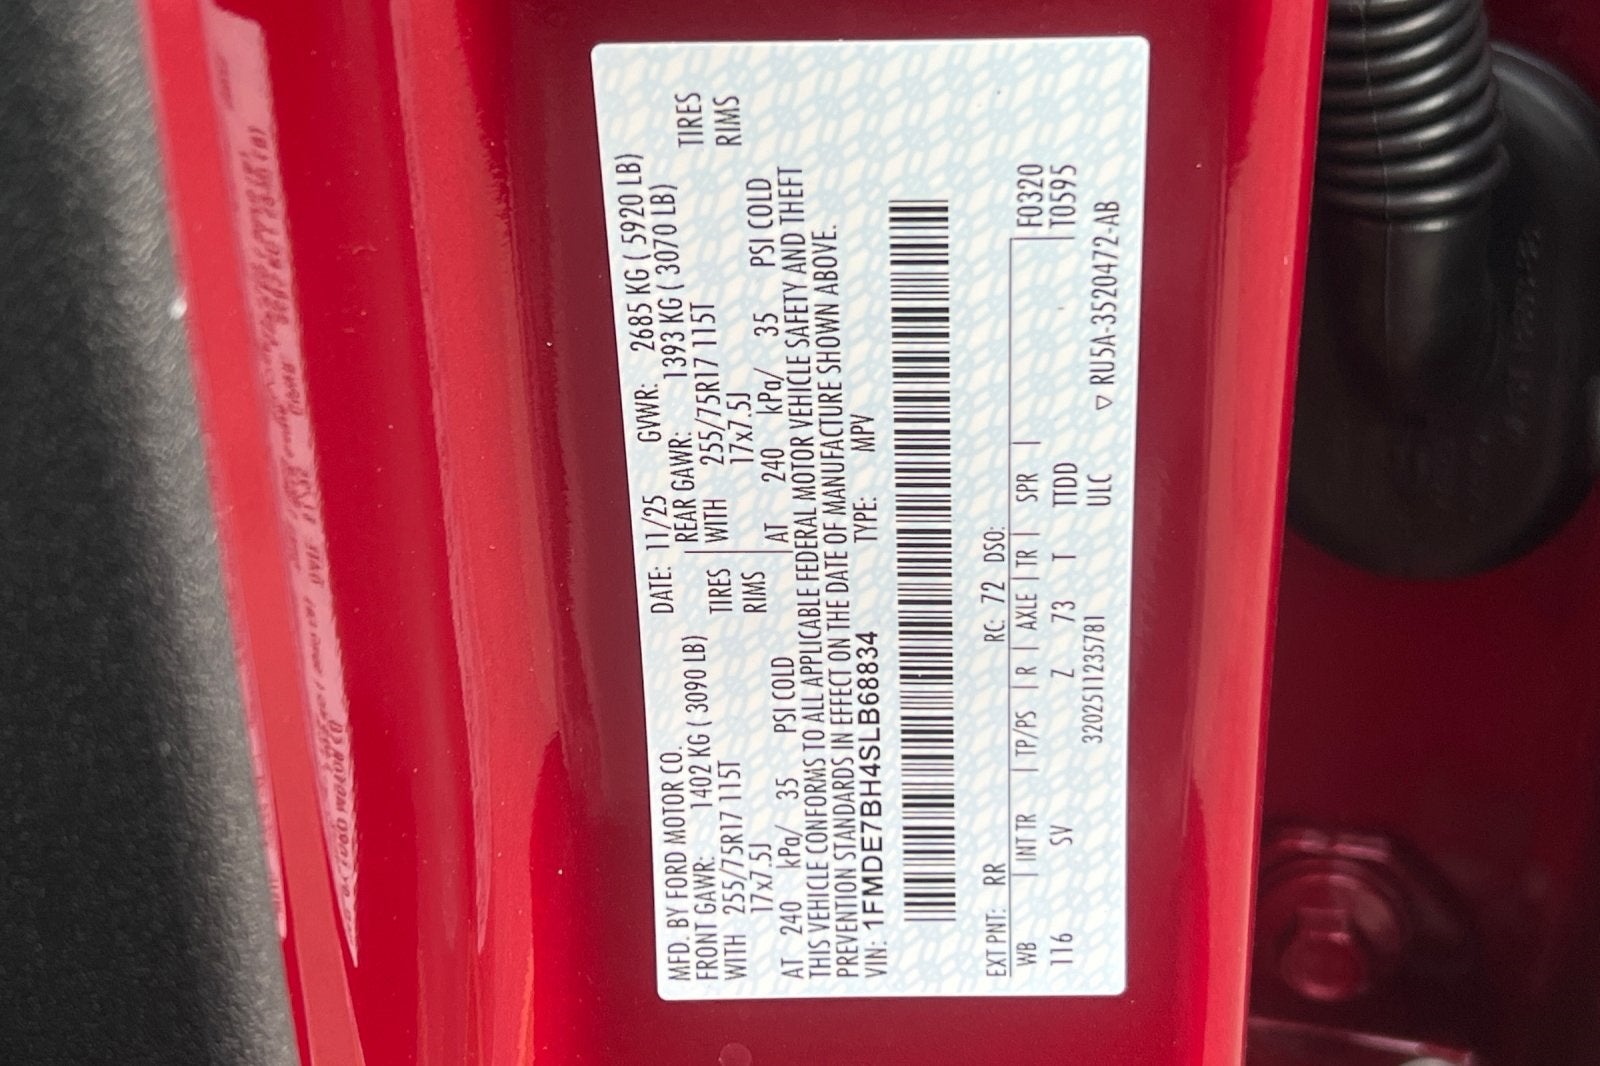 MFD. BY FORD MOTOR CO. DATE: 11/25 GVWR: 2685 KG ( 5920 LB)
FRONT GAWR: 1402 KG ( 3090 LB) REAR GAWR: 1393 KG ( 3070 LB)
WITH 255/75R17 115T TIRES WITH 255/75R17 115T TIRES
17x7.5J RIMS 17x7.5J RIMS
AT 240 kPa/ 35 PSI COLD AT 240 kPa/ 35 PSI COLD
THIS VEHICLE CONFORMS TO ALL APPLICABLE FEDERAL MOTOR VEHICLE SAFETY AND THEFT
PREVENTION STANDARDS IN EFFECT ON THE DATE OF MANUFACTURE SHOWN ABOVE.
VIN: 1FMDE7BH4SLB68834 TYPE: MPV
EXT PNT: RR RC: 72 DSO:
WB INT TR TP/PS R AXLE TR SPR F0320
116 SV Z 73 T TTDD T0595
3202511235781 ULC ▽ RU5A-3520472-AB